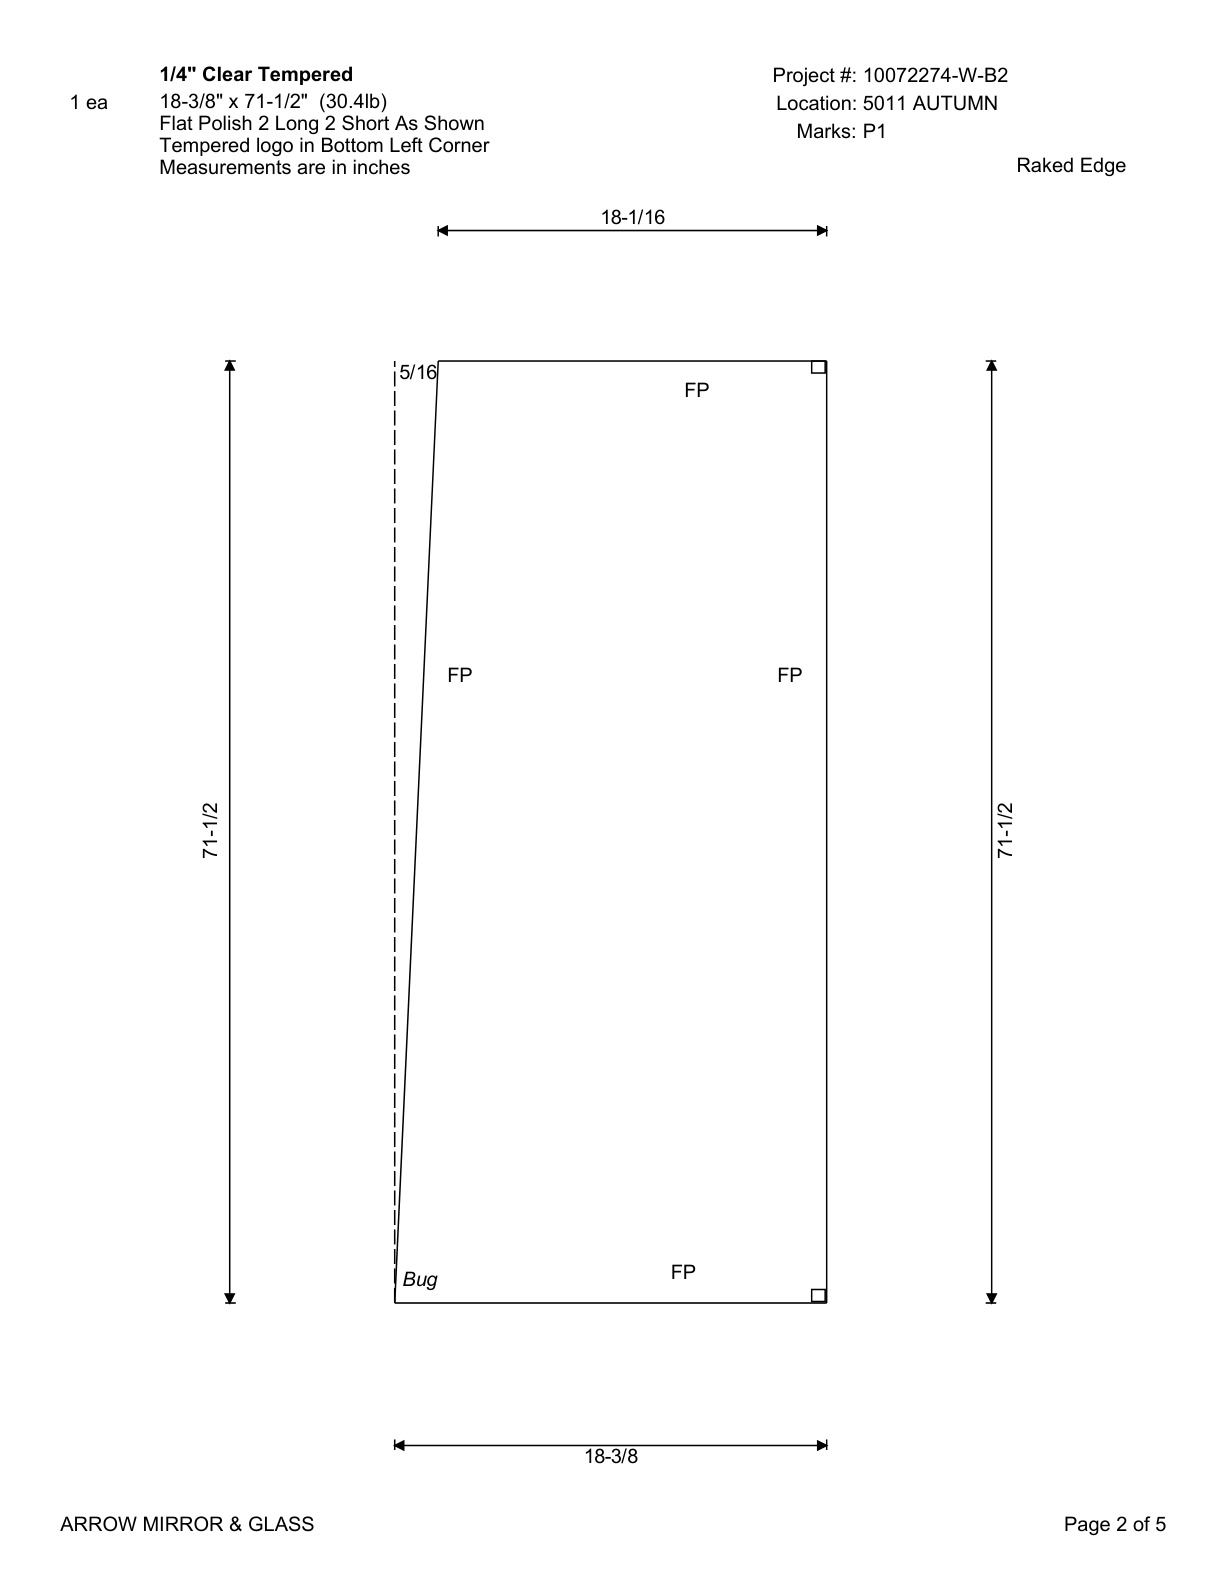 1/4" Clear Tempered
1 ea
18-3/8" x 71-1/2" (30.4lb)
Flat Polish 2 Long 2 Short As Shown
Tempered logo in Bottom Left Corner
Measurements are in inches
Project #: 10072274-W-B2
Location: 5011 AUTUMN
Marks: P1
Raked Edge
18-1/16
5/16
FP
FP
FP
71-1/2
71-1/2
Bug
FP
18-3/8
ARROW MIRROR & GLASS
Page 2 of 5